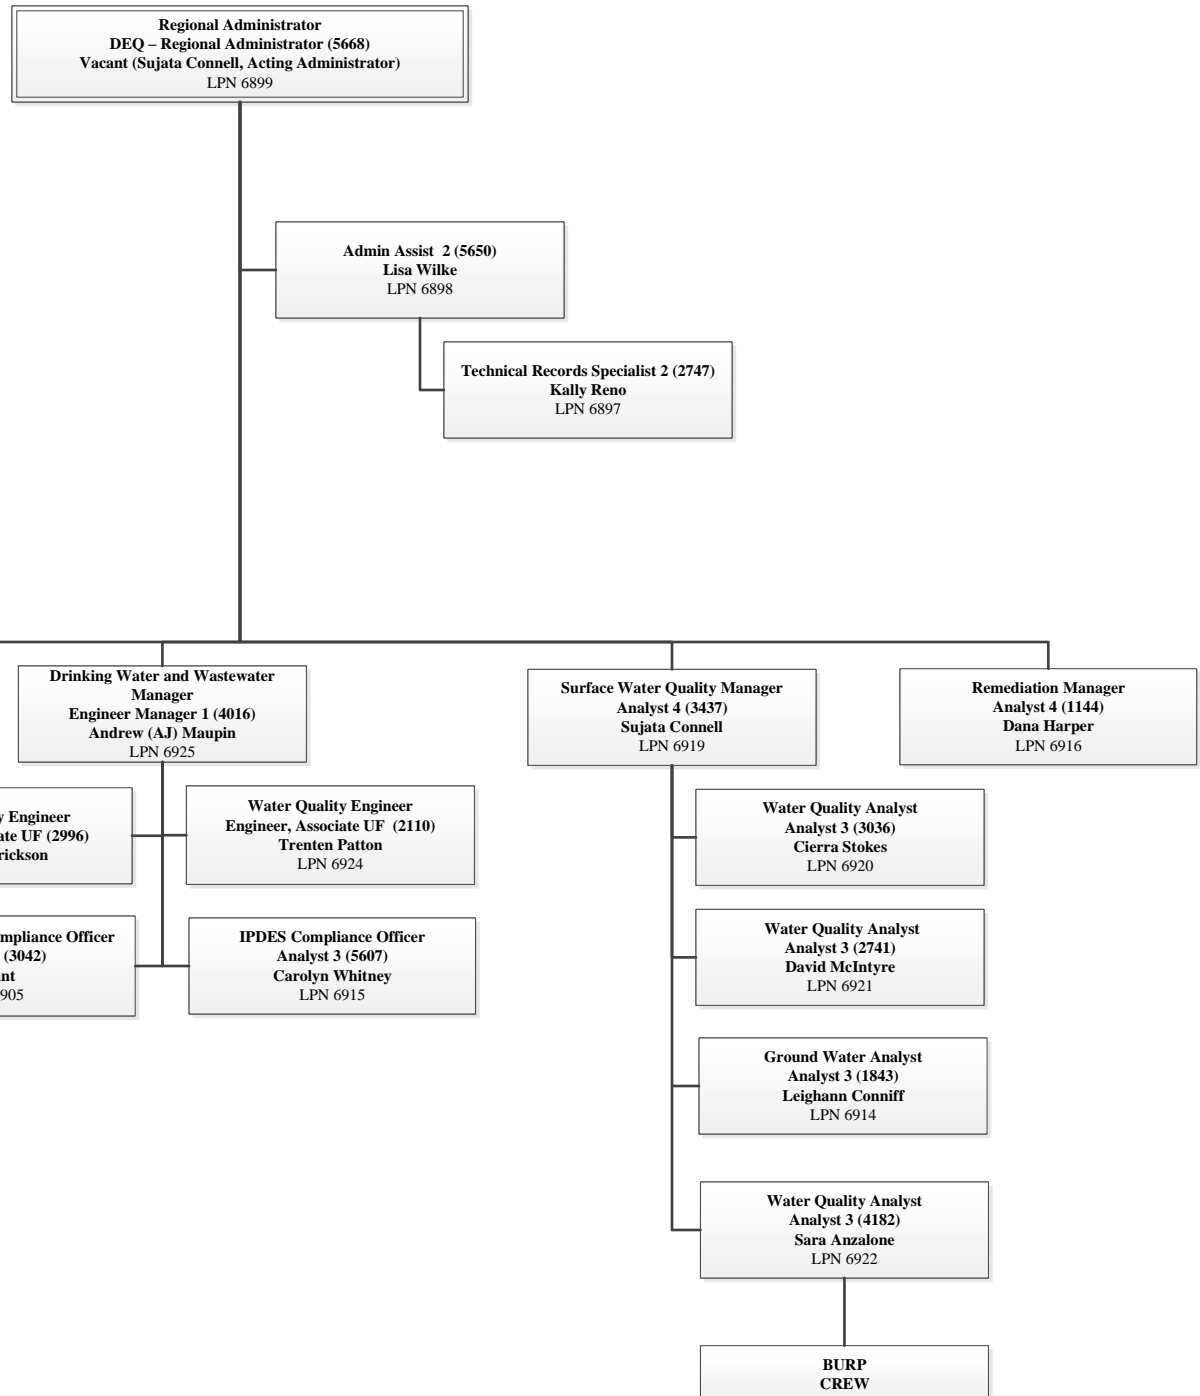 Regional Administrator
DEQ – Regional Administrator (5668)
Vacant (Sujata Connell, Acting Administrator)
LPN 6899
Admin Assist 2 (5650)
Lisa Wilke
LPN 6898
Technical Records Specialist 2 (2747)
Kally Reno
LPN 6897
Drinking Water and Wastewater
Manager
Engineer Manager 1 (4016)
Andrew (AJ) Maupin
LPN 6925
Surface Water Quality Manager
Analyst 4 (3437)
Sujata Connell
LPN 6919
Remediation Manager
Analyst 4 (1144)
Dana Harper
LPN 6916
Engineer
UF (2996)
Water Quality Engineer
Engineer, Associate UF (2110)
Trenten Patton
LPN 6924
Water Quality Analyst
Analyst 3 (3036)
Cierra Stokes
LPN 6920
Officer
(3042)
IPDES Compliance Officer
Analyst 3 (5607)
Carolyn Whitney
LPN 6915
Water Quality Analyst
Analyst 3 (2741)
David McIntyre
LPN 6921
Ground Water Analyst
Analyst 3 (1843)
Leighann Conniff
LPN 6914
Water Quality Analyst
Analyst 3 (4182)
Sara Anzalone
LPN 6922
BURP
CREW